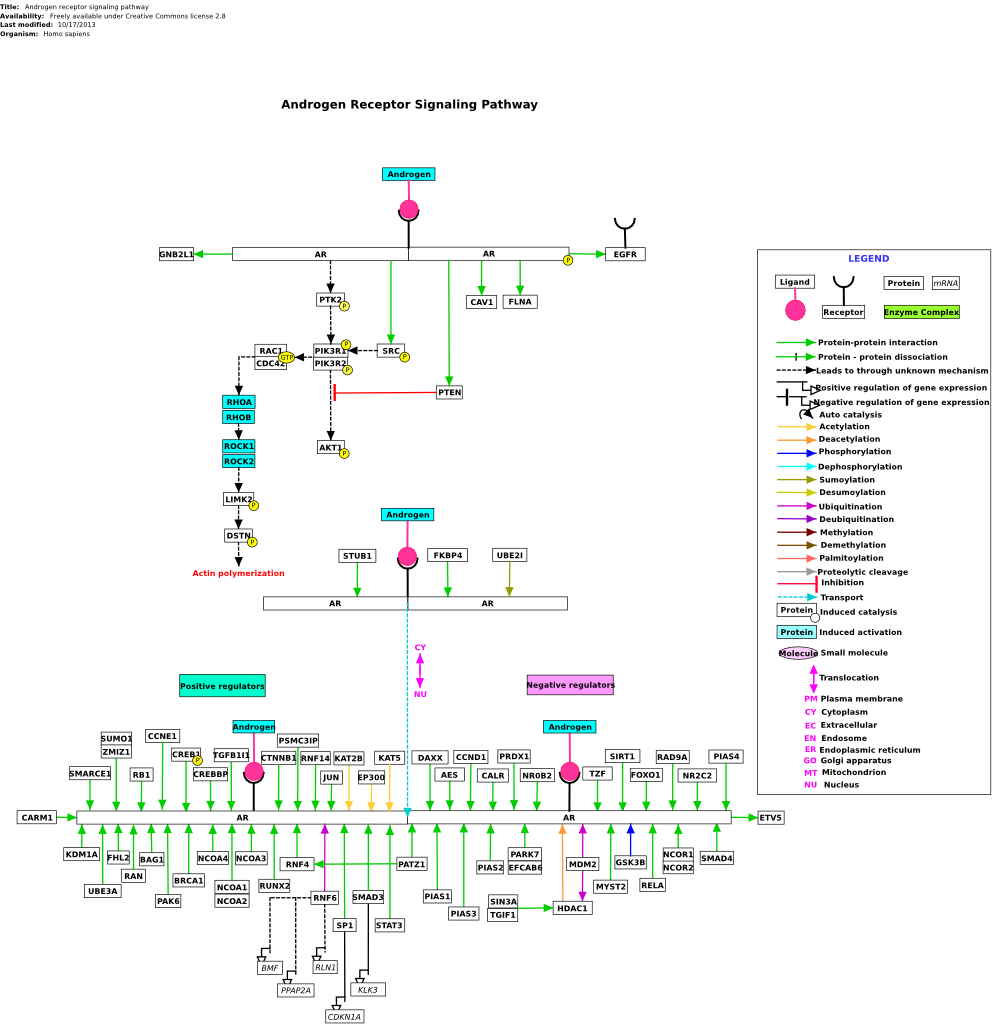 Title: Androgen receptor signaling pathway
Availability: Freely available under Creative Commons license 2.8
Last modified: 10/17/2013
Organism: Homo sapiens
Androgen Receptor Signaling Pathway
Androgen
GNB2L1
AR
AR
P
EGFR
PTK2
P
CAV1
FLNA
RAC1
CDC42
GTP
PIK3R1
P
PIK3R2
P
SRC
P
PTEN
RHOA
RHOB
ROCK1
ROCK2
AKT1
P
LIMK2
P
DSTN
P
Actin polymerization
Androgen
STUB1
FKBP4
UBE2I
AR
AR
CY
NU
Positive regulators
Negative regulators
Androgen
Androgen
SUMO1
ZMIZ1
CCNE1
CREB1
P
TGFB1I1
PSMC3IP
CTNNB1
RNF14
KAT2B
KAT5
SMARCE1
RB1
CREBBP
JUN
EP300
DAXX
CCND1
PRDX1
SIRT1
RAD9A
PIAS4
AES
CALR
NR0B2
TZF
FOXO1
NR2C2
CARM1
AR
AR
ETV5
KDM1A
FHL2
BAG1
NCOA4
NCOA3
RNF4
PATZ1
UBE3A
RAN
BRCA1
PAK6
NCOA1
NCOA2
RUNX2
RNF6
SMAD3
SP1
STAT3
PIAS1
PIAS3
PIAS2
PARK7
EFCAB6
MDM2
GSK3B
NCOR1
NCOR2
SMAD4
MYST2
RELA
SIN3A
TGIF1
HDAC1
BMF
PPAP2A
RLN1
KLK3
CDKN1A
LEGEND
Ligand
Receptor
Protein
mRNA
Enzyme Complex
Protein-protein interaction
Protein - protein dissociation
Leads to through unknown mechanism
Positive regulation of gene expression
Negative regulation of gene expression
Auto catalysis
Acetylation
Deacetylation
Phosphorylation
Dephosphorylation
Sumoylation
Desumoylation
Ubiquitination
Deubiquitination
Methylation
Demethylation
Palmitoylation
Proteolytic cleavage
Inhibition
Transport
Protein Induced catalysis
Protein Induced activation
Molecule Small molecule
Translocation
PM Plasma membrane
CY Cytoplasm
EC Extracellular
EN Endosome
ER Endoplasmic reticulum
GO Golgi apparatus
MT Mitochondrion
NU Nucleus